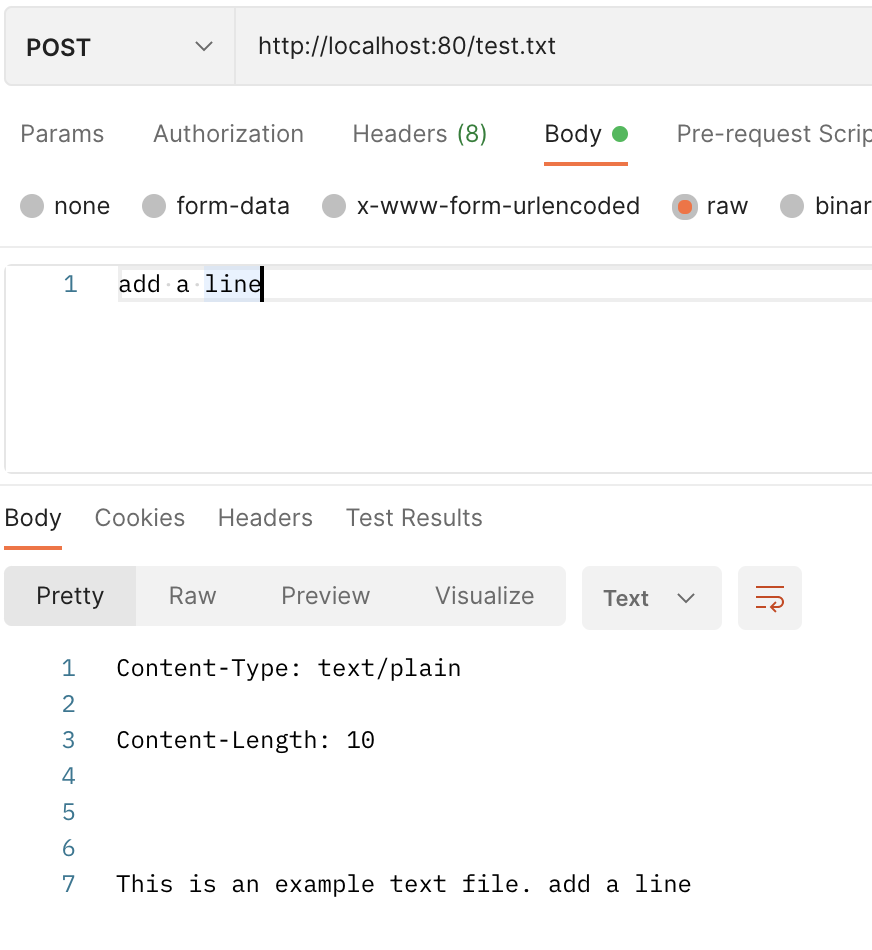 POST http://localhost:80/test.txt
Params Authorization Headers (8) Body Pre-request Scrip
none form-data x-www-form-urlencoded raw binar
1 add a line
Body Cookies Headers Test Results
Pretty Raw Preview Visualize Text
1 Content-Type: text/plain
2
3 Content-Length: 10
4
5
6
7 This is an example text file. add a line